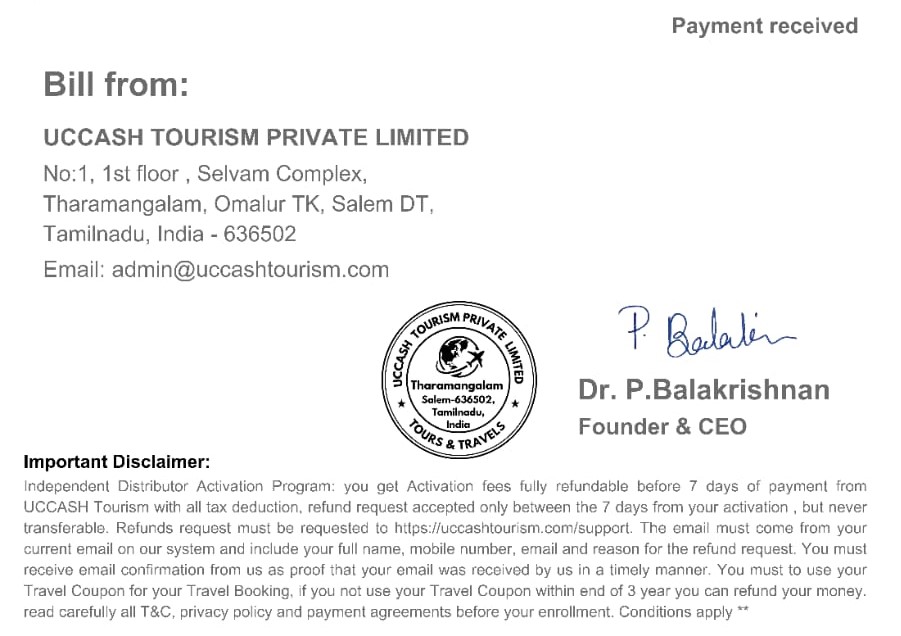 Payment received
Bill from:
UCCASH TOURISM PRIVATE LIMITED
No:1, 1st floor , Selvam Complex,
Tharamangalam, Omalur TK, Salem DT,
Tamilnadu, India - 636502
Email: admin@uccashtourism.com
UCCASH TOURISM PRIVATE LIMITED
Tharamangalam
Salem-636502,
Tamilnadu,
India
★ TOURS & TRAVELS ★
P. Balakrishnan
Dr. P.Balakrishnan
Founder & CEO
Important Disclaimer:
Independent Distributor Activation Program: you get Activation fees fully refundable before 7 days of payment from
UCCASH Tourism with all tax deduction, refund request accepted only between the 7 days from your activation , but never
transferable. Refunds request must be requested to https://uccashtourism.com/support. The email must come from your
current email on our system and include your full name, mobile number, email and reason for the refund request. You must
receive email confirmation from us as proof that your email was received by us in a timely manner. You must to use your
Travel Coupon for your Travel Booking, if you not use your Travel Coupon within end of 3 year you can refund your money.
read carefully all T&C, privacy policy and payment agreements before your enrollment. Conditions apply **